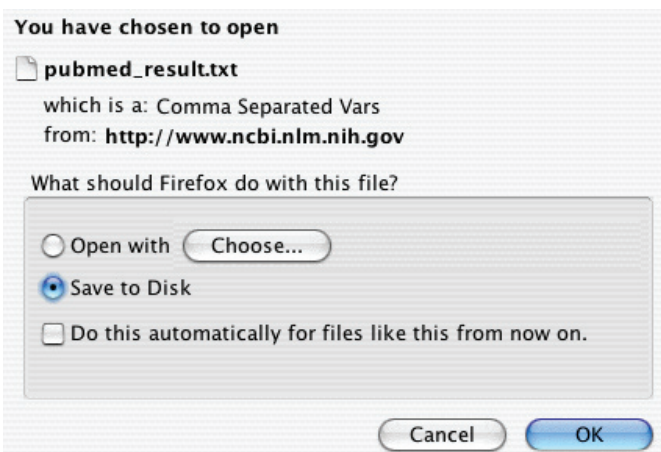 You have chosen to open
pubmed_result.txt
which is a: Comma Separated Vars
from: http://www.ncbi.nlm.nih.gov
What should Firefox do with this file?
Open with Choose...
Save to Disk
Do this automatically for files like this from now on.
Cancel OK